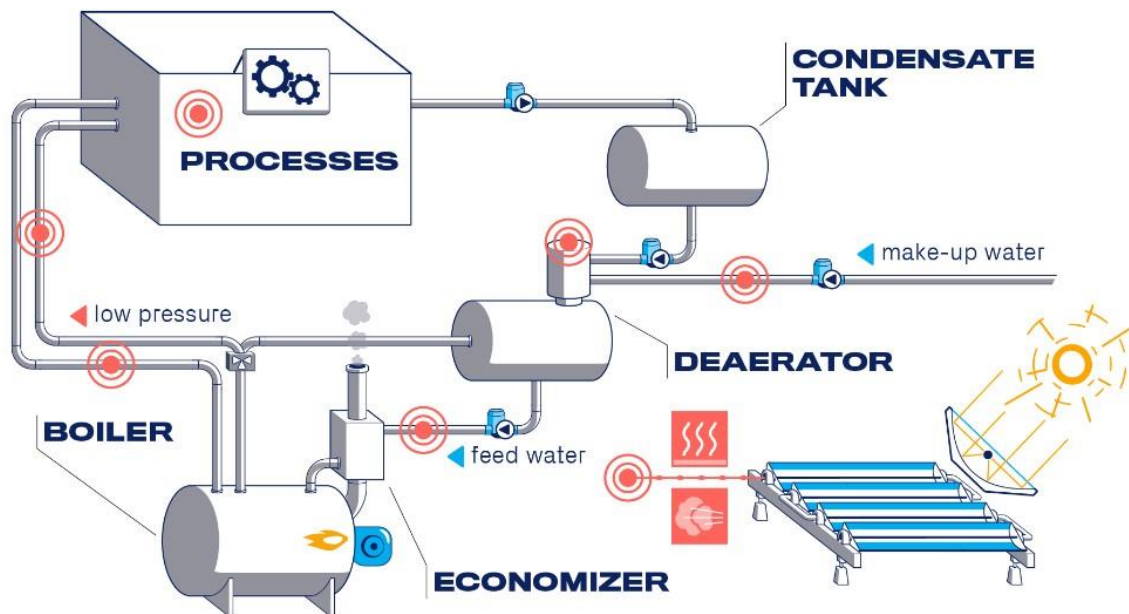 CONDENSATE
TANK
PROCESSES
make-up water
low pressure
DEAERATOR
BOILER
feed water
ECONOMIZER